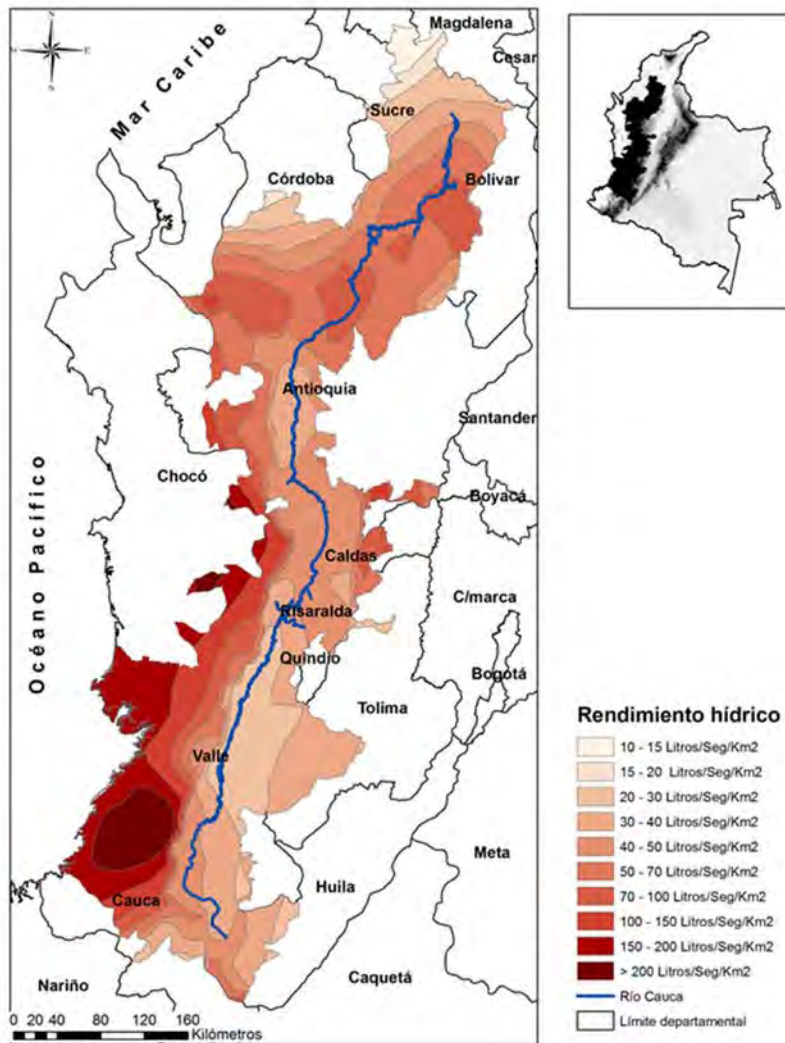 Magdalena
Cesar
Mar Caribe
Sucre
Córdoba
Bolívar
Antioquia
Santander
Chocó
Boyacá
Océano Pacífico
Caldas
C/marca
Risaralda
Quindío
Bogotá
Tolima
Valle
Meta
Huila
Cauca
Caquetá
Nariño
0 20 40 80 120 160
Kilómetros
N
E
S
Rendimiento hídrico
10 - 15 Litros/Seg/Km2
15 - 20 Litros/Seg/Km2
20 - 30 Litros/Seg/Km2
30 - 40 Litros/Seg/Km2
40 - 50 Litros/Seg/Km2
50 - 70 Litros/Seg/Km2
70 - 100 Litros/Seg/Km2
100 - 150 Litros/Seg/Km2
150 - 200 Litros/Seg/Km2
> 200 Litros/Seg/Km2
Río Cauca
Límite departamental